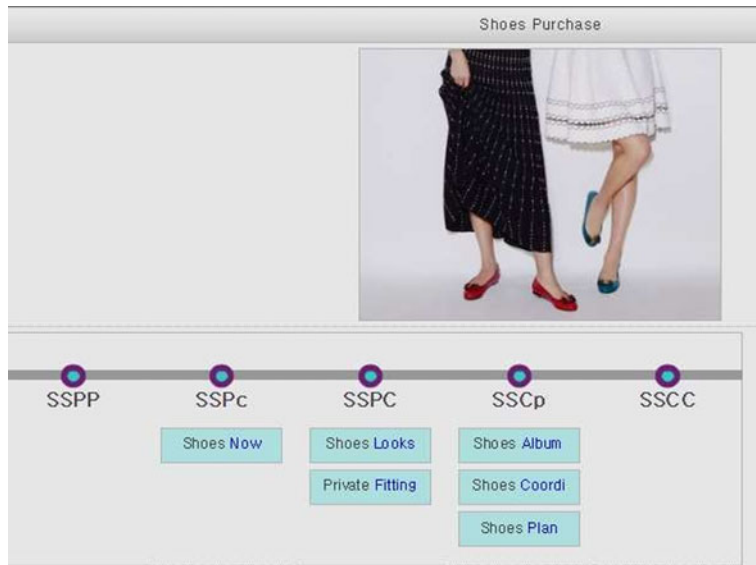 Shoes Purchase
SSPP SSPc SSPC SSCp SSCC
Shoes Now Shoes Looks Shoes Album
Private Fitting Shoes Coordi
Shoes Plan